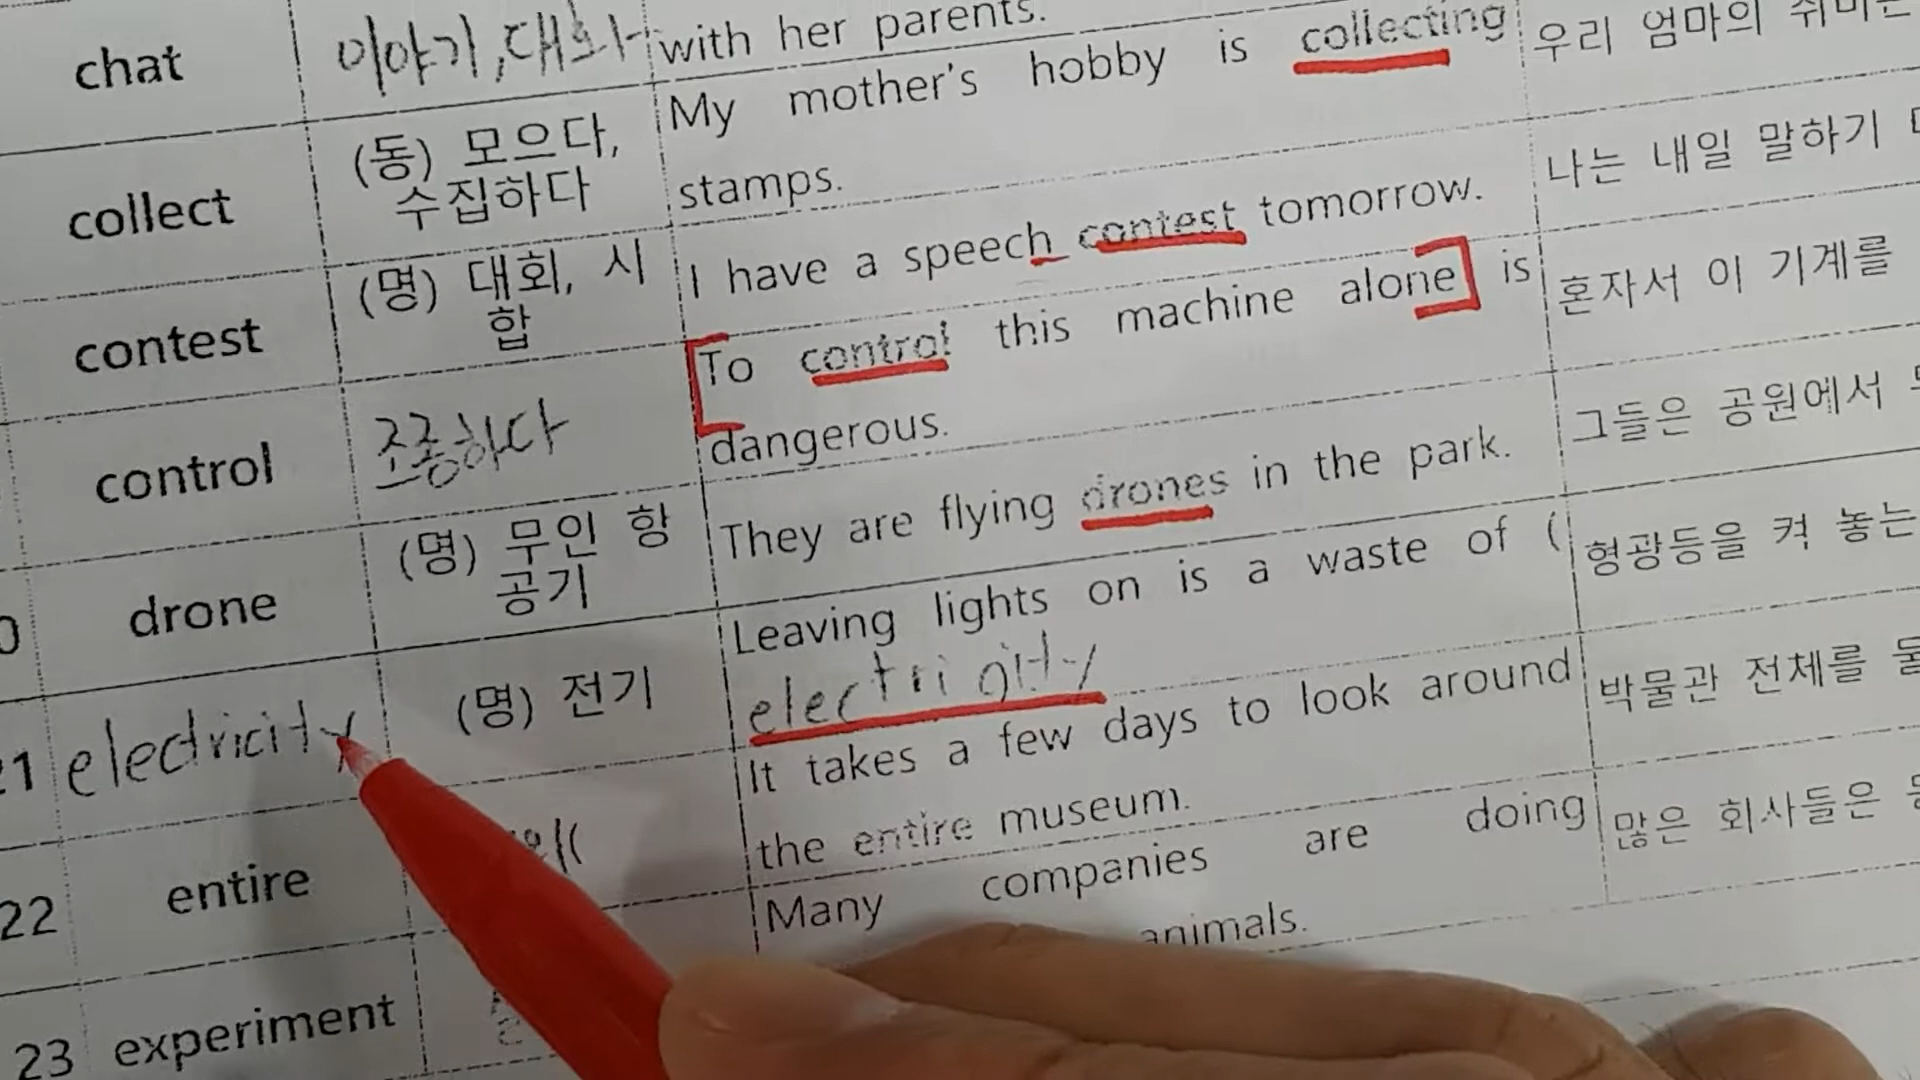 chat 이야기,대화 with her parents.
collect (동) 모으다, My mother's hobby is collecting 우리 엄마의
수집하다 stamps.
contest (명) 대회, 시 I have a speech contest tomorrow. 나는 내일 말하기
합
control 조종하다 To control this machine alone is 혼자서 이 기계를
dangerous.
drone (명) 무인 항 They are flying drones in the park. 그들은 공원에서
공기
21 electricity (명) 전기 Leaving lights on is a waste of ( 형광등을 켜 놓는
electricity
22 entire It takes a few days to look around 박물관 전체를
the entire museum.
23 experiment Many companies are doing 많은 회사들은
animals.